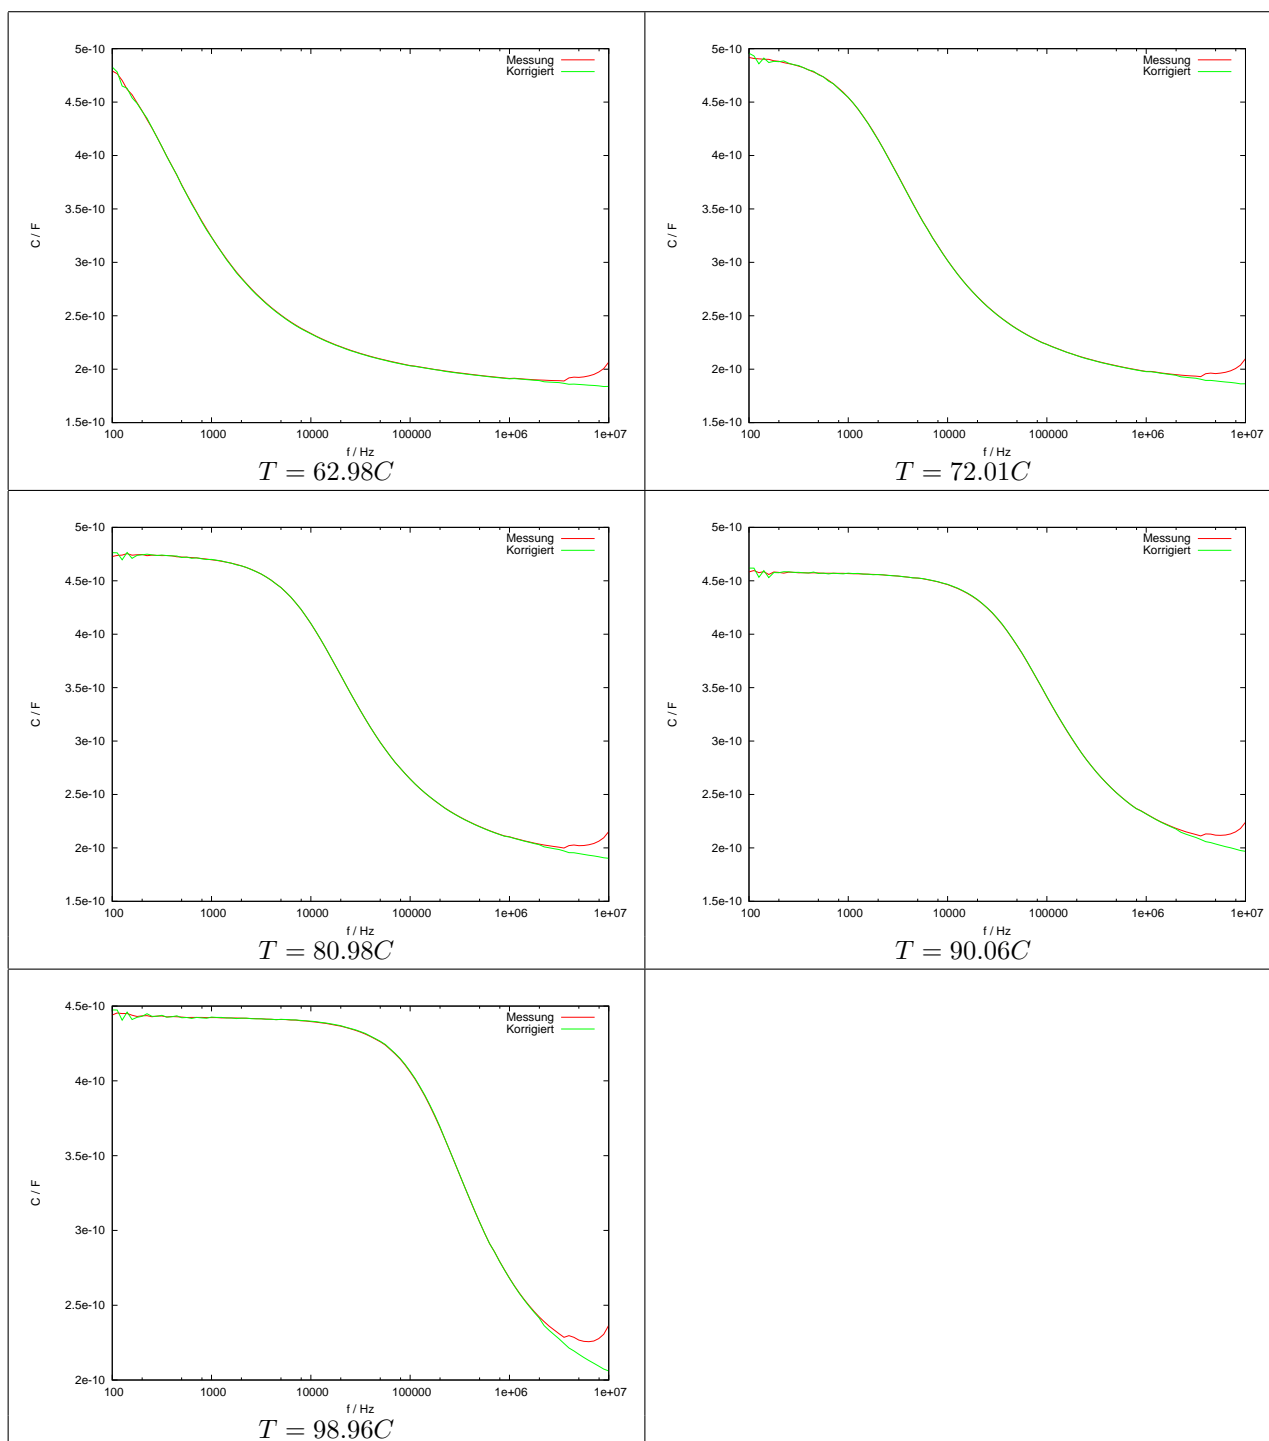 5e-10
4.5e-10
4e-10
3.5e-10
3e-10
2.5e-10
2e-10
1.5e-10
C / F
Messung
Korrigiert
100 1000 10000 100000 1e+06 1e+07
f / Hz
T = 62.98C
5e-10
4.5e-10
4e-10
3.5e-10
3e-10
2.5e-10
2e-10
1.5e-10
C / F
Messung
Korrigiert
100 1000 10000 100000 1e+06 1e+07
f / Hz
T = 72.01C
5e-10
4.5e-10
4e-10
3.5e-10
3e-10
2.5e-10
2e-10
1.5e-10
C / F
Messung
Korrigiert
100 1000 10000 100000 1e+06 1e+07
f / Hz
T = 80.98C
5e-10
4.5e-10
4e-10
3.5e-10
3e-10
2.5e-10
2e-10
1.5e-10
C / F
Messung
Korrigiert
100 1000 10000 100000 1e+06 1e+07
f / Hz
T = 90.06C
4.5e-10
4e-10
3.5e-10
3e-10
2.5e-10
2e-10
C / F
Messung
Korrigiert
100 1000 10000 100000 1e+06 1e+07
f / Hz
T = 98.96C